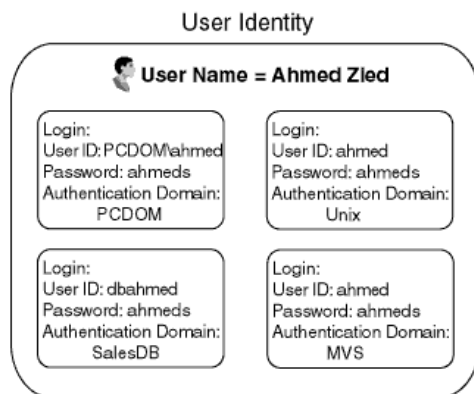 User Identity
User Name = Ahmed Zied
Login:
User ID: PCDOM\ahmed
Password: ahmeds
Authentication Domain:
PCDOM
Login:
User ID: ahmed
Password: ahmeds
Authentication Domain:
Unix
Login:
User ID: dbahmed
Password: ahmeds
Authentication Domain:
SalesDB
Login:
User ID: ahmed
Password: ahmeds
Authentication Domain:
MVS